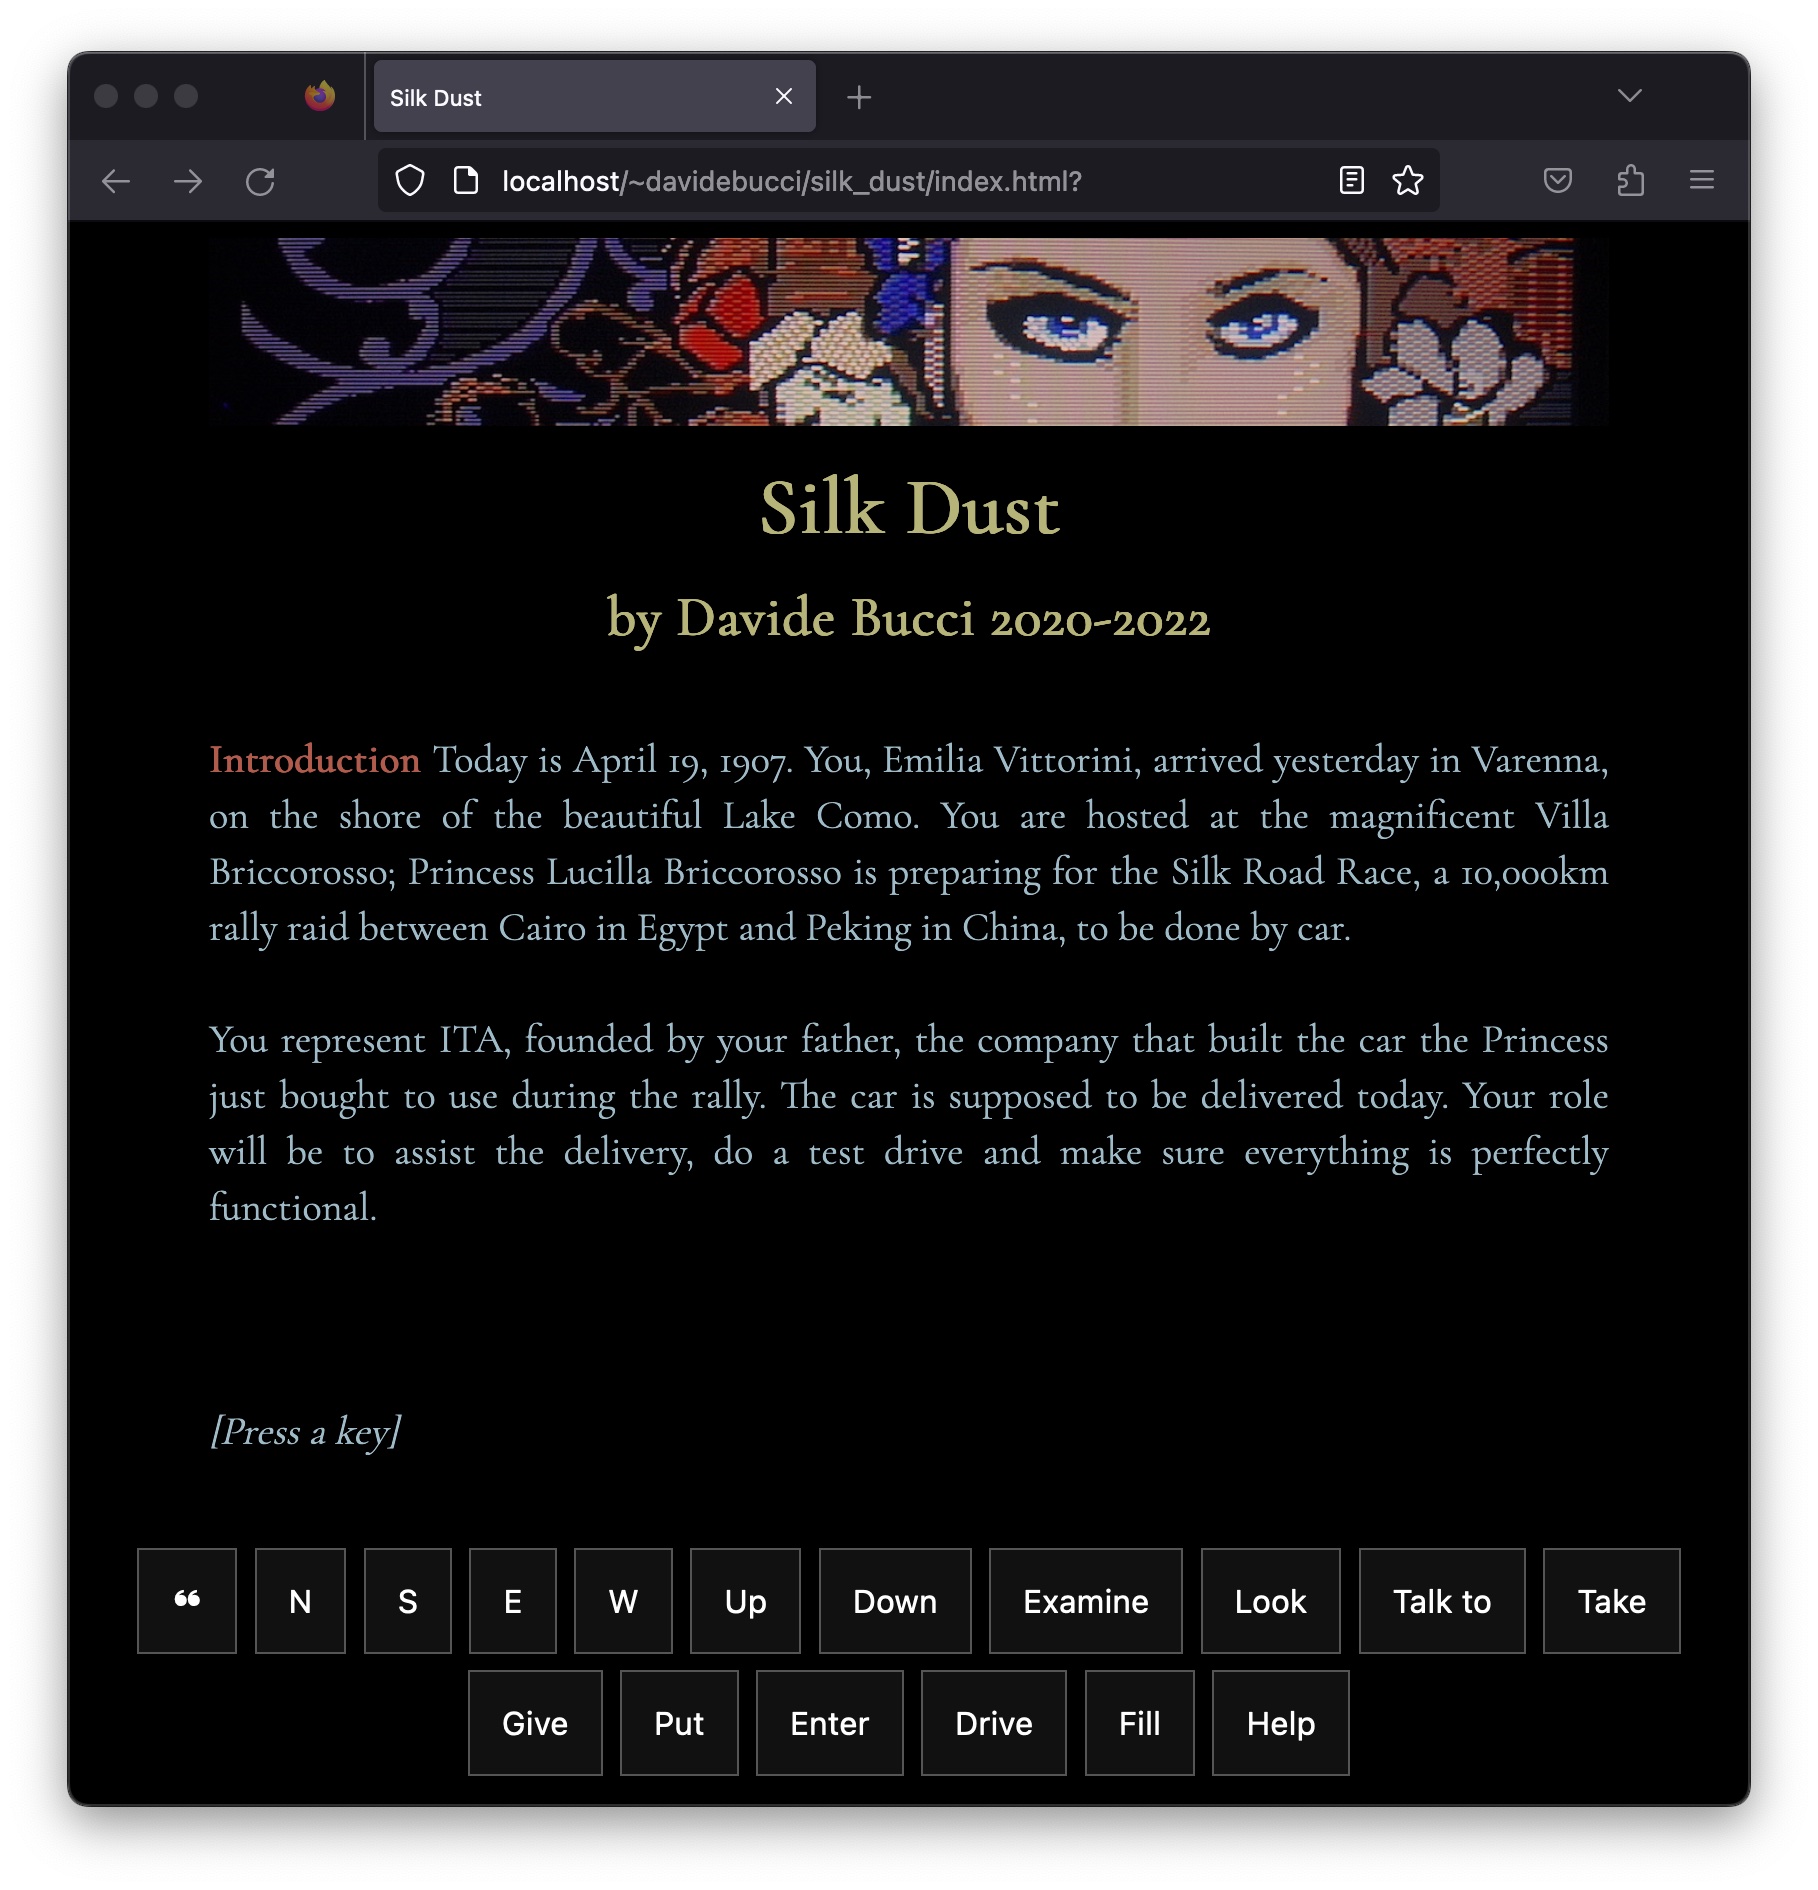 Silk Dust
localhost/~davidebucci/silk_dust/index.html?
Silk Dust
by Davide Bucci 2020-2022
Introduction Today is April 19, 1907. You, Emilia Vittorini, arrived yesterday in Varenna,
on the shore of the beautiful Lake Como. You are hosted at the magnificent Villa
Briccorosso; Princess Lucilla Briccorosso is preparing for the Silk Road Race, a 10,000km
rally raid between Cairo in Egypt and Peking in China, to be done by car.
You represent ITA, founded by your father, the company that built the car the Princess
just bought to use during the rally. The car is supposed to be delivered today. Your role
will be to assist the delivery, do a test drive and make sure everything is perfectly
functional.
[Press a key]
❝ N S E W Up Down Examine Look Talk to Take
Give Put Enter Drive Fill Help